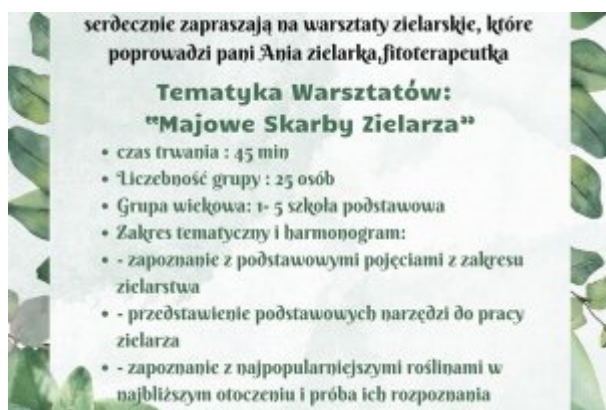 serdecznie zapraszają na warsztaty zielarskie, które
poprowadzi pani Ania zielarka,fitoterapeutka
Tematyka Warsztatów:
"Majowe Skarby Zielarza"
• czas trwania : 45 min
• Liczebność grupy : 25 osób
• Grupa wiekowa: 1- 5 szkoła podstawowa
• Zakres tematyczny i harmonogram:
• - zapoznanie z podstawowymi pojęciami z zakresu
zielarstwa
• - przedstawienie podstawowych narzędzi do pracy
zielarza
• - zapoznanie z najpopularniejszymi roślinami w
najbliższym otoczeniu i próba ich rozpoznania